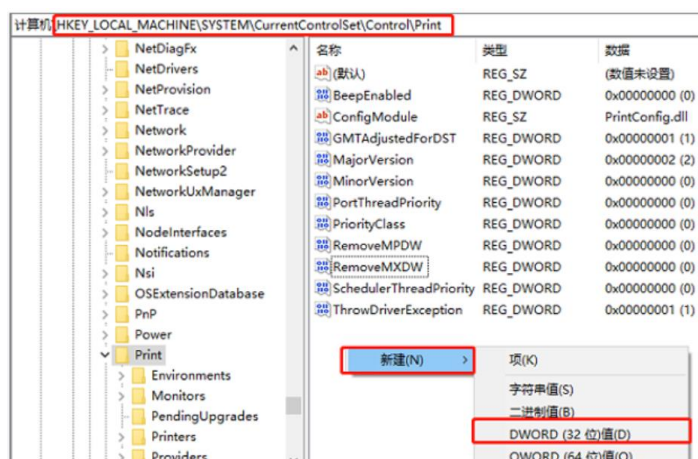 计算机\HKEY_LOCAL_MACHINE\SYSTEM\CurrentControlSet\Control\Print
NetDiagFx
NetDrivers
NetProvision
NetTrace
Network
NetworkProvider
NetworkSetup2
NetworkUxManager
Nls
NodeInterfaces
Notifications
Nsi
OSExtensionDatabase
PnP
Power
Print
Environments
Monitors
PendingUpgrades
Printers
Providers
名称 类型 数据
(默认) REG_SZ (数值未设置)
BeepEnabled REG_DWORD 0x00000000 (0)
ConfigModule REG_SZ PrintConfig.dll
GMTAdjustedForDST REG_DWORD 0x00000001 (1)
MajorVersion REG_DWORD 0x00000002 (2)
MinorVersion REG_DWORD 0x00000000 (0)
PortThreadPriority REG_DWORD 0x00000000 (0)
PriorityClass REG_DWORD 0x00000000 (0)
RemoveMPDW REG_DWORD 0x00000000 (0)
RemoveMXDW REG_DWORD 0x00000000 (0)
SchedulerThreadPriority REG_DWORD 0x00000000 (0)
ThrowDriverException REG_DWORD 0x00000001 (1)
新建(N) >
项(K)
字符串值(S)
二进制值(B)
DWORD (32 位)值(D)
QWORD (64 位)值(Q)